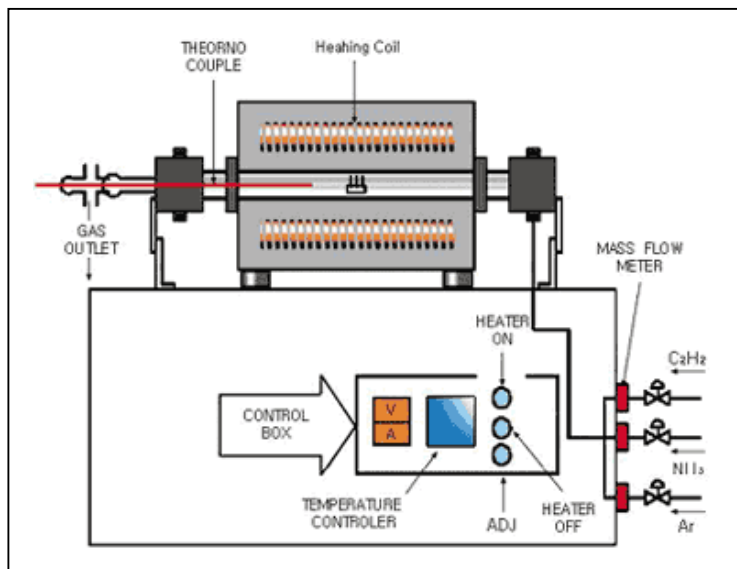 THEORNO
COUPLE
Heahing Coil
GAS
OUTLET
MASS FLOW
METER
HEATER
ON
C₂H₂
V
A
CONTROL
BOX
NH₃
TEMPERATURE
CONTROLER
ADJ
HEATER
OFF
Ar